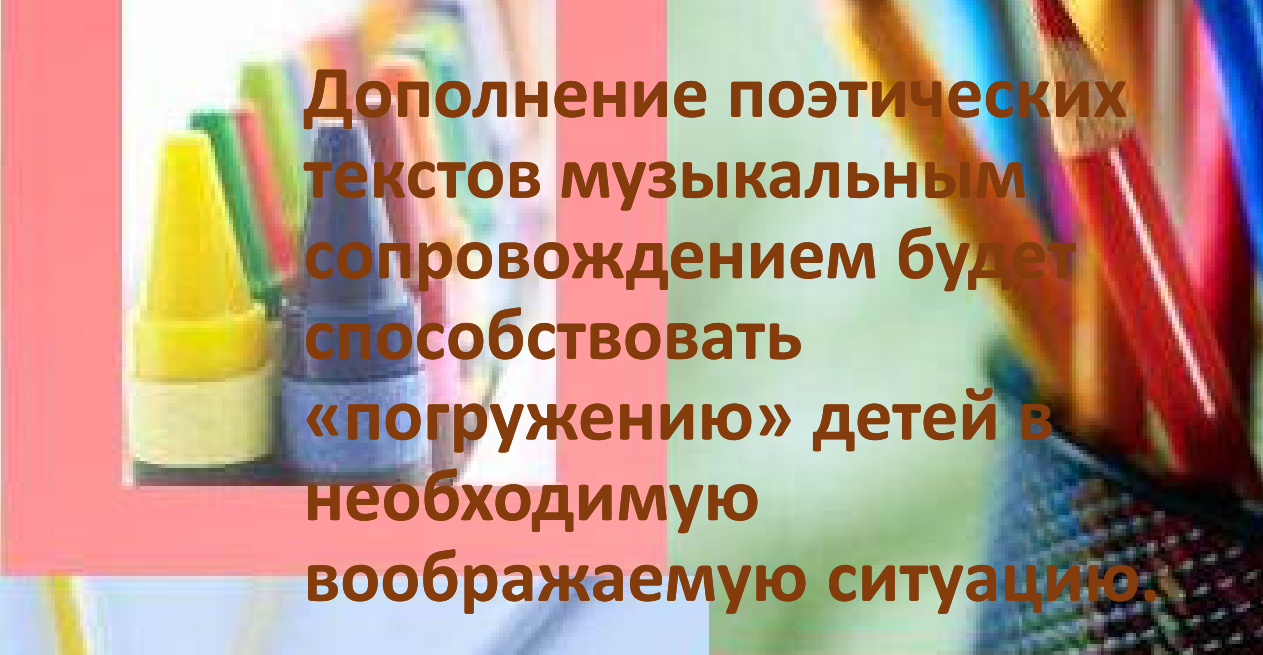 Дополнение поэтических
текстов музыкальным
сопровождением будет
способствовать
«погружению» детей в
необходимую
воображаемую ситуацию.